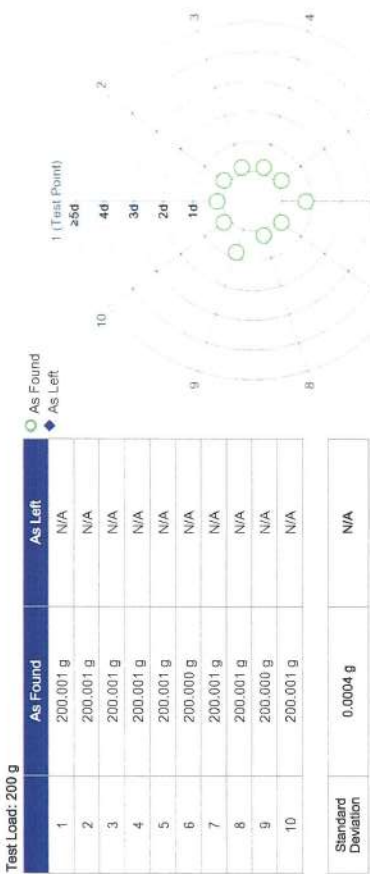 Test Load: 200 g
As Found As Left
1 200.001 g N/A
2 200.001 g N/A
3 200.001 g N/A
4 200.001 g N/A
5 200.001 g N/A
6 200.000 g N/A
7 200.001 g N/A
8 200.001 g N/A
9 200.000 g N/A
10 200.001 g N/A
Standard
Deviation
0.0004 g N/A
As Found
As Left
1 (Test Point)
≥5d
4d
3d
2d
1d
10
2
9
3
8
4